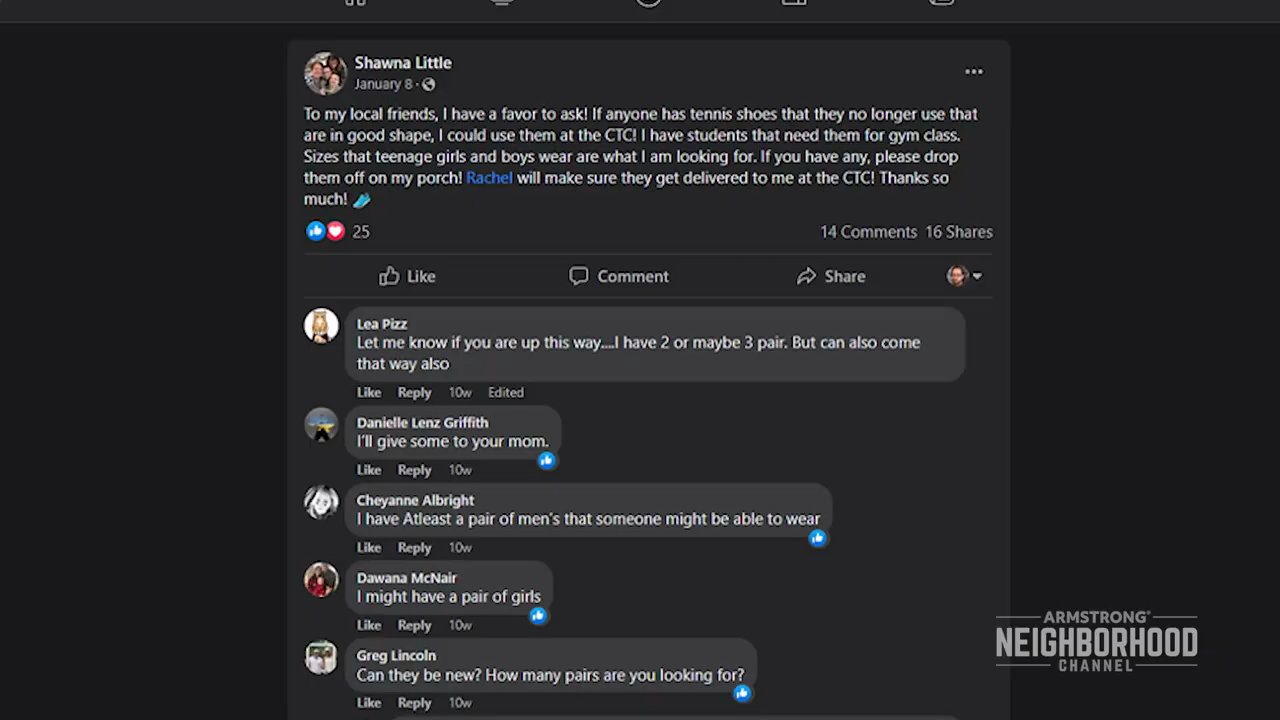 Shawna Little
January 8 ·
To my local friends, I have a favor to ask! If anyone has tennis shoes that they no longer use that
are in good shape, I could use them at the CTC! I have students that need them for gym class.
Sizes that teenage girls and boys wear are what I am looking for. If you have any, please drop
them off on my porch! Rachel will make sure they get delivered to me at the CTC! Thanks so
much!
25
14 Comments 16 Shares
Like Comment Share
Lea Pizz
Let me know if you are up this way....I have 2 or maybe 3 pair. But can also come
that way also
Like Reply 10w Edited
Danielle Lenz Griffith
I'll give some to your mom.
Like Reply 10w
Cheyanne Albright
I have Atleast a pair of men's that someone might be able to wear
Like Reply 10w
Dawana McNair
I might have a pair of girls
Like Reply 10w
Greg Lincoln
Can they be new? How many pairs are you looking for?
Like Reply 10w
ARMSTRONG®
NEIGHBORHOOD
CHANNEL